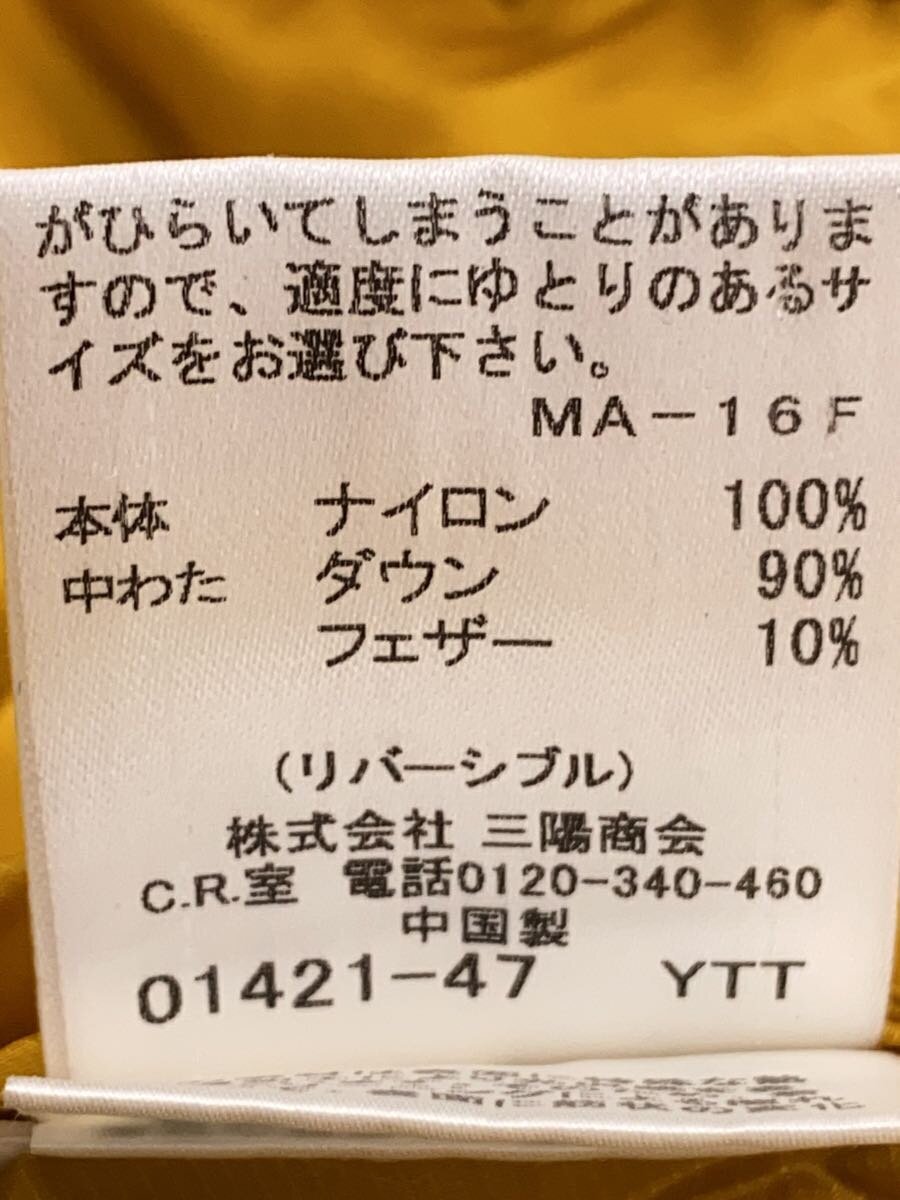 がひらいてしまうことがありま
すので、適度にゆとりのあるサ
イズをお選び下さい。
MA-16F
本体 ナイロン 100%
中わた ダウン 90%
フェザー 10%
(リバーシブル)
株式会社 三陽商会
C.R.室 電話0120-340-460
中国製
01421-47 YTT